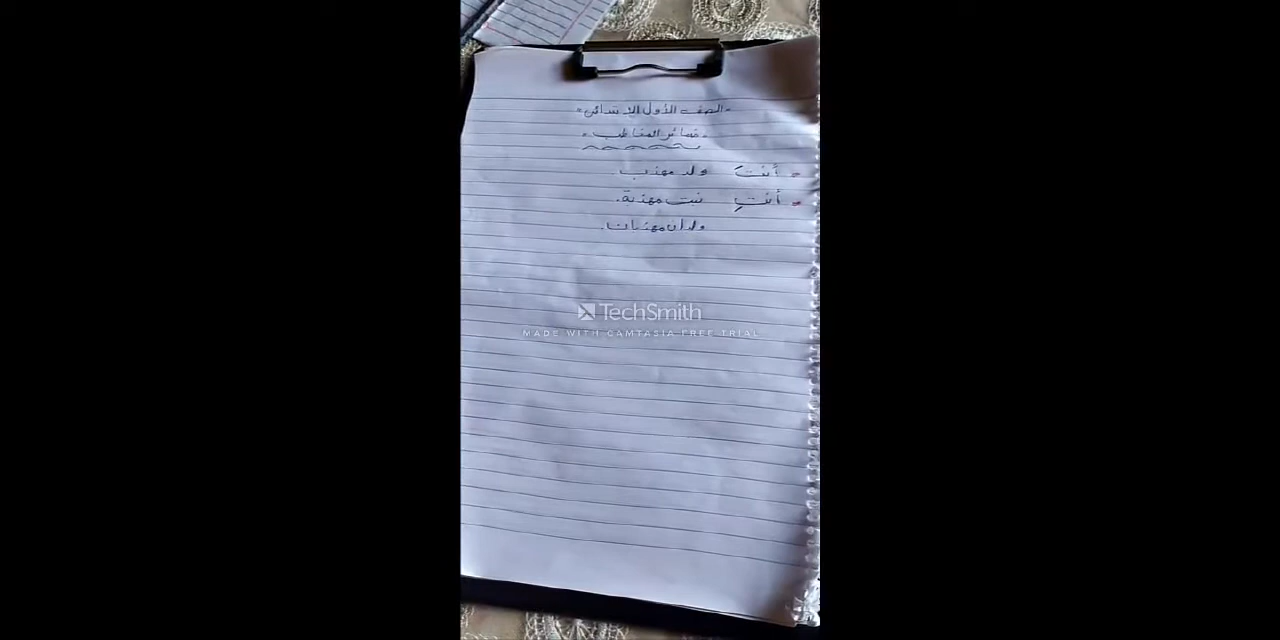 "الصف الأول الابتدائي"
"ضمائر المخاطب"
• أنتَ ولد مهذب.
• أنتِ بنت مهذبة.
ولدان مهذبان.
TechSmith
MADE WITH CAMTASIA FREE TRIAL